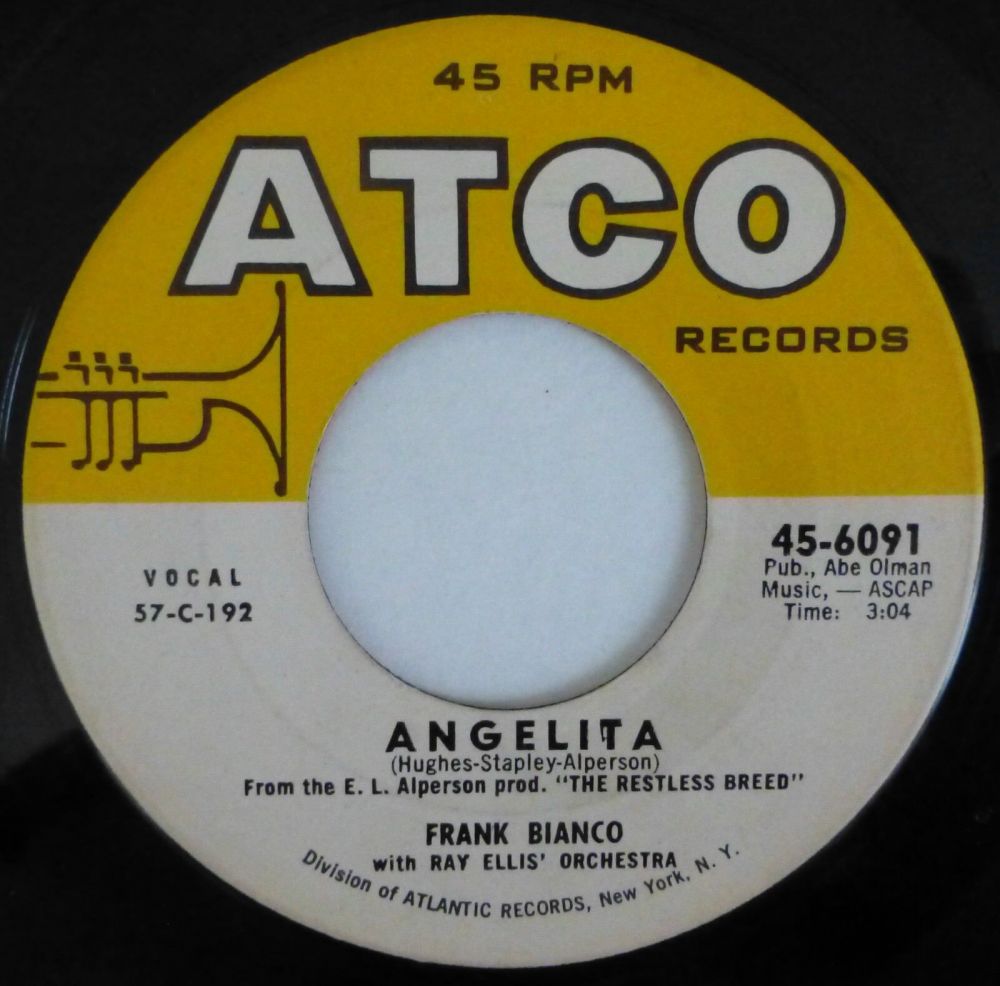 45 RPM
ATCO
RECORDS
VOCAL
57-C-192
45-6091
Pub., Abe Olman
Music, — ASCAP
Time: 3:04
ANGELITA
(Hughes-Stapley-Alperson)
From the E. L. Alperson prod. "THE RESTLESS BREED"
FRANK BIANCO
with RAY ELLIS' ORCHESTRA
Division of ATLANTIC RECORDS, New York, N. Y.